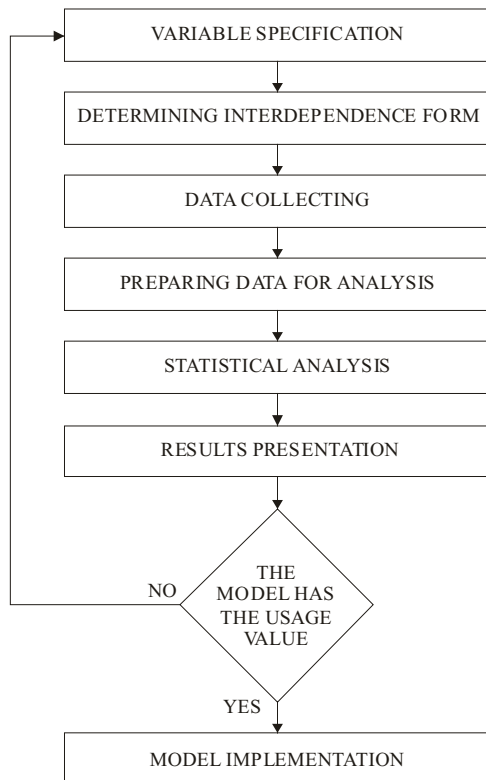 VARIABLE SPECIFICATION
DETERMINING INTERDEPENDENCE FORM
DATA COLLECTING
PREPARING DATA FOR ANALYSIS
STATISTICAL ANALYSIS
RESULTS PRESENTATION
NO
THE
MODEL HAS
THE USAGE
VALUE
YES
MODEL IMPLEMENTATION